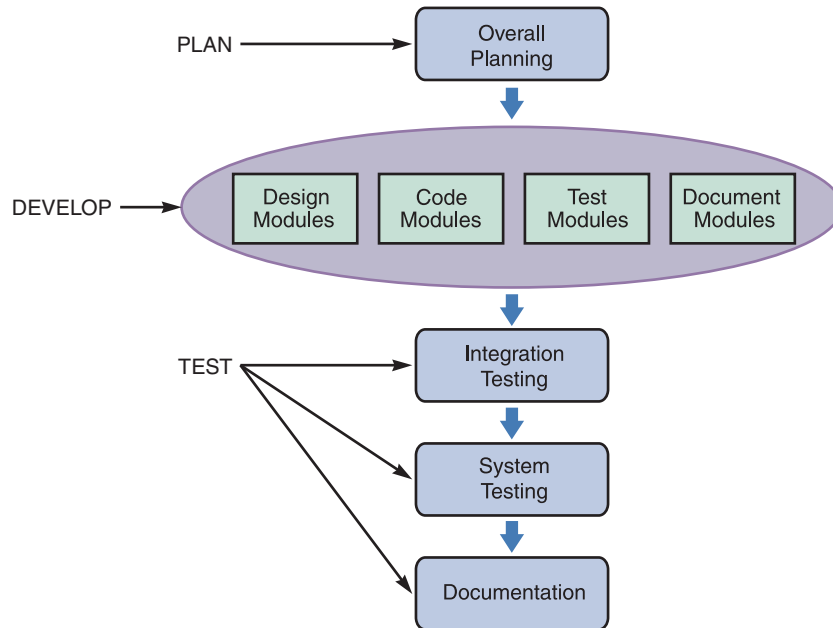 PLAN
Overall
Planning
DEVELOP
Design
Modules
Code
Modules
Test
Modules
Document
Modules
TEST
Integration
Testing
System
Testing
Documentation